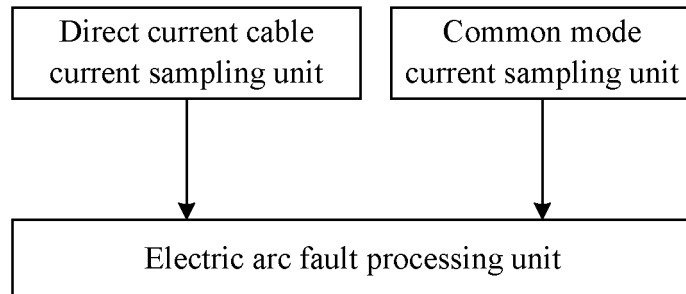 Direct current cable
current sampling unit
Common mode
current sampling unit
Electric arc fault processing unit